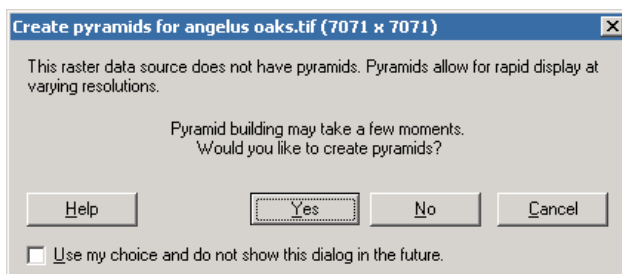 Create pyramids for angelus oaks.tif (7071 x 7071)
This raster data source does not have pyramids. Pyramids allow for rapid display at
varying resolutions.
Pyramid building may take a few moments.
Would you like to create pyramids?
Help Yes No Cancel
Use my choice and do not show this dialog in the future.